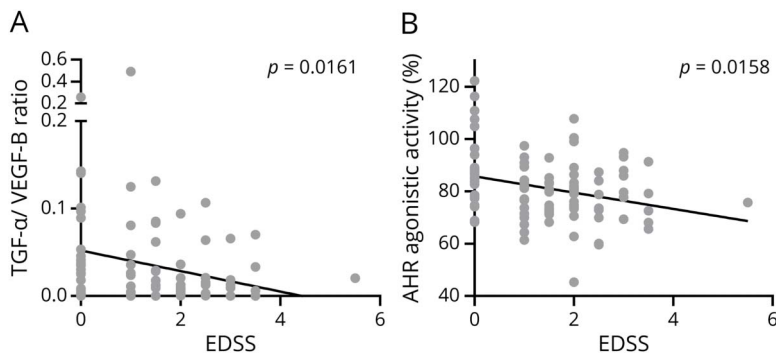 A
TGF-α/ VEGF-B ratio
0.6
0.4
0.2
0.2
0.1
0.0
p = 0.0161
0 2 4 6
EDSS
B
AHR agonistic activity (%)
120
100
80
60
40
p = 0.0158
0 2 4 6
EDSS